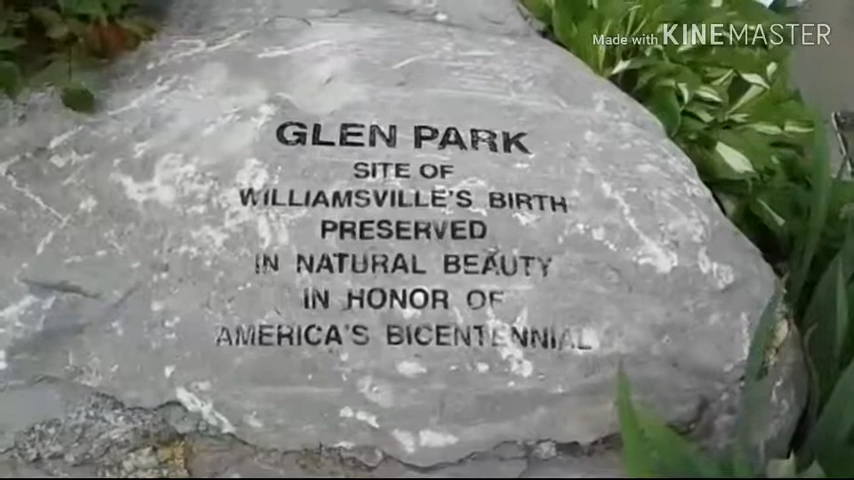 Made with KINEMASTER
GLEN PARK
SITE OF
WILLIAMSVILLE'S BIRTH
PRESERVED
IN NATURAL BEAUTY
IN HONOR OF
AMERICA'S BICENTENNIAL